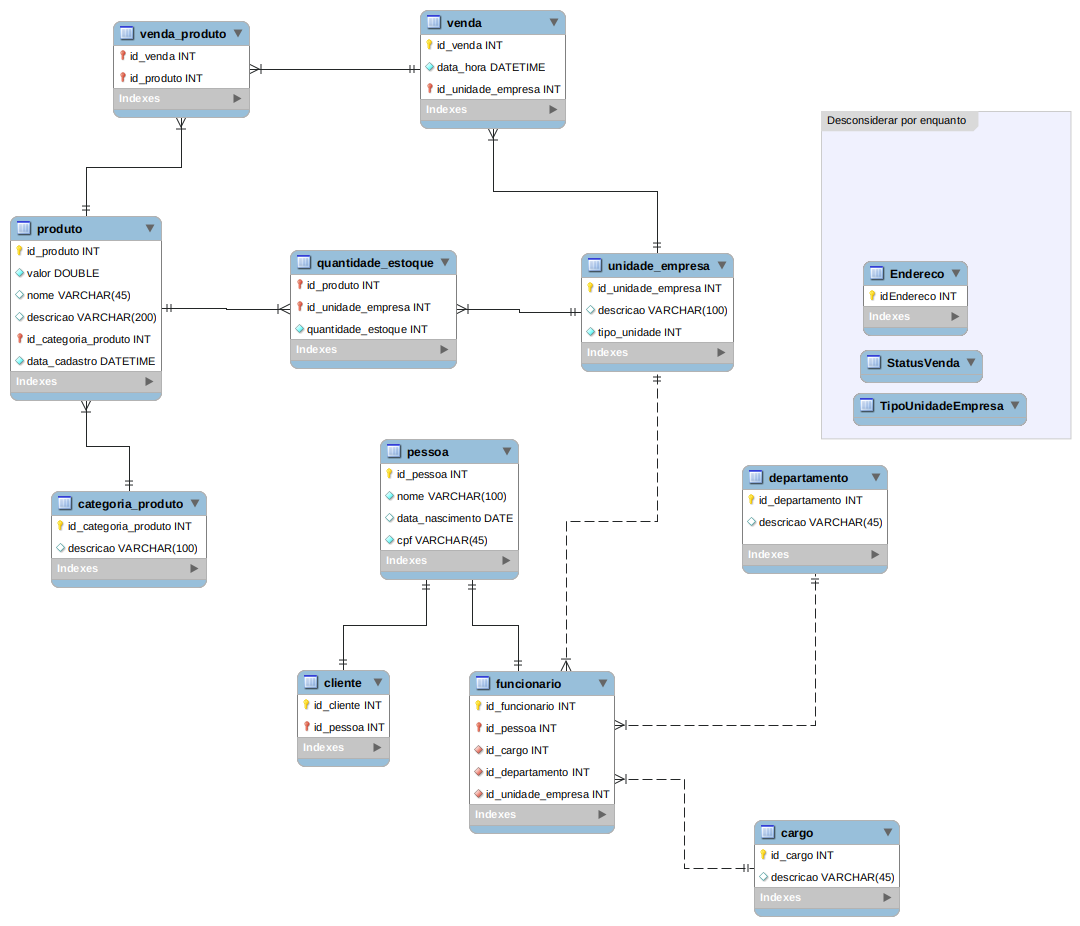 venda_produto
id_venda INT
id_produto INT
Indexes
venda
id_venda INT
data_hora DATETIME
id_unidade_empresa INT
Indexes
Desconsiderar por enquanto
Endereco
idEndereco INT
Indexes
StatusVenda
TipoUnidadeEmpresa
produto
id_produto INT
valor DOUBLE
nome VARCHAR(45)
descricao VARCHAR(200)
id_categoria_produto INT
data_cadastro DATETIME
Indexes
quantidade_estoque
id_produto INT
id_unidade_empresa INT
quantidade_estoque INT
Indexes
unidade_empresa
id_unidade_empresa INT
descricao VARCHAR(100)
tipo_unidade INT
Indexes
categoria_produto
id_categoria_produto INT
descricao VARCHAR(100)
Indexes
pessoa
id_pessoa INT
nome VARCHAR(100)
data_nascimento DATE
cpf VARCHAR(45)
Indexes
departamento
id_departamento INT
descricao VARCHAR(45)
Indexes
cliente
id_cliente INT
id_pessoa INT
Indexes
funcionario
id_funcionario INT
id_pessoa INT
id_cargo INT
id_departamento INT
id_unidade_empresa INT
Indexes
cargo
id_cargo INT
descricao VARCHAR(45)
Indexes